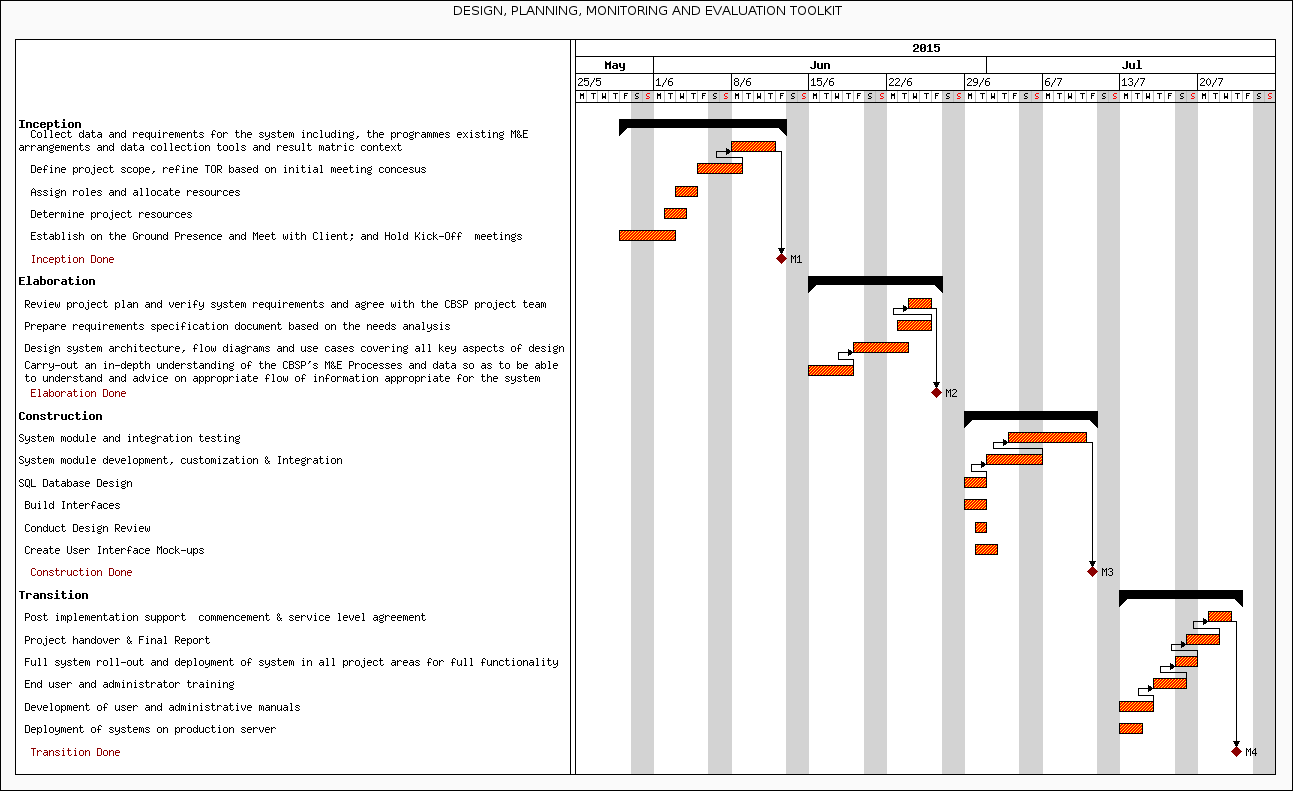 DESIGN, PLANNING, MONITORING AND EVALUATION TOOLKIT
2015
May Jun Jul
25/5 1/6 8/6 15/6 22/6 29/6 6/7 13/7 20/7
M T W T F S S M T W T F S S M T W T F S S M T W T F S S M T W T F S S M T W T F S S M T W T F S S M T W T F S S M T W T F S S
Inception
Collect data and requirements for the system including, the programmes existing M&E
arrangements and data collection tools and result matric context
Define project scope, refine TOR based on initial meeting concesus
Assign roles and allocate resources
Determine project resources
Establish on the Ground Presence and Meet with Client; and Hold Kick-Off  meetings
Inception Done M1
Elaboration
Review project plan and verify system requirements and agree with the CBSP project team
Prepare requirements specification document based on the needs analysis
Design system architecture, flow diagrams and use cases covering all key aspects of design
Carry-out an in-depth understanding of the CBSP's M&E Processes and data so as to be able
to understand and advice on appropriate flow of information appropriate for the system
Elaboration Done M2
Construction
System module and integration testing
System module development, customization & Integration
SQL Database Design
Build Interfaces
Conduct Design Review
Create User Interface Mock-ups
Construction Done M3
Transition
Post implementation support  commencement & service level agreement
Project handover & Final Report
Full system roll-out and deployment of system in all project areas for full functionality
End user and administrator training
Development of user and administrative manuals
Deployment of systems on production server
Transition Done M4